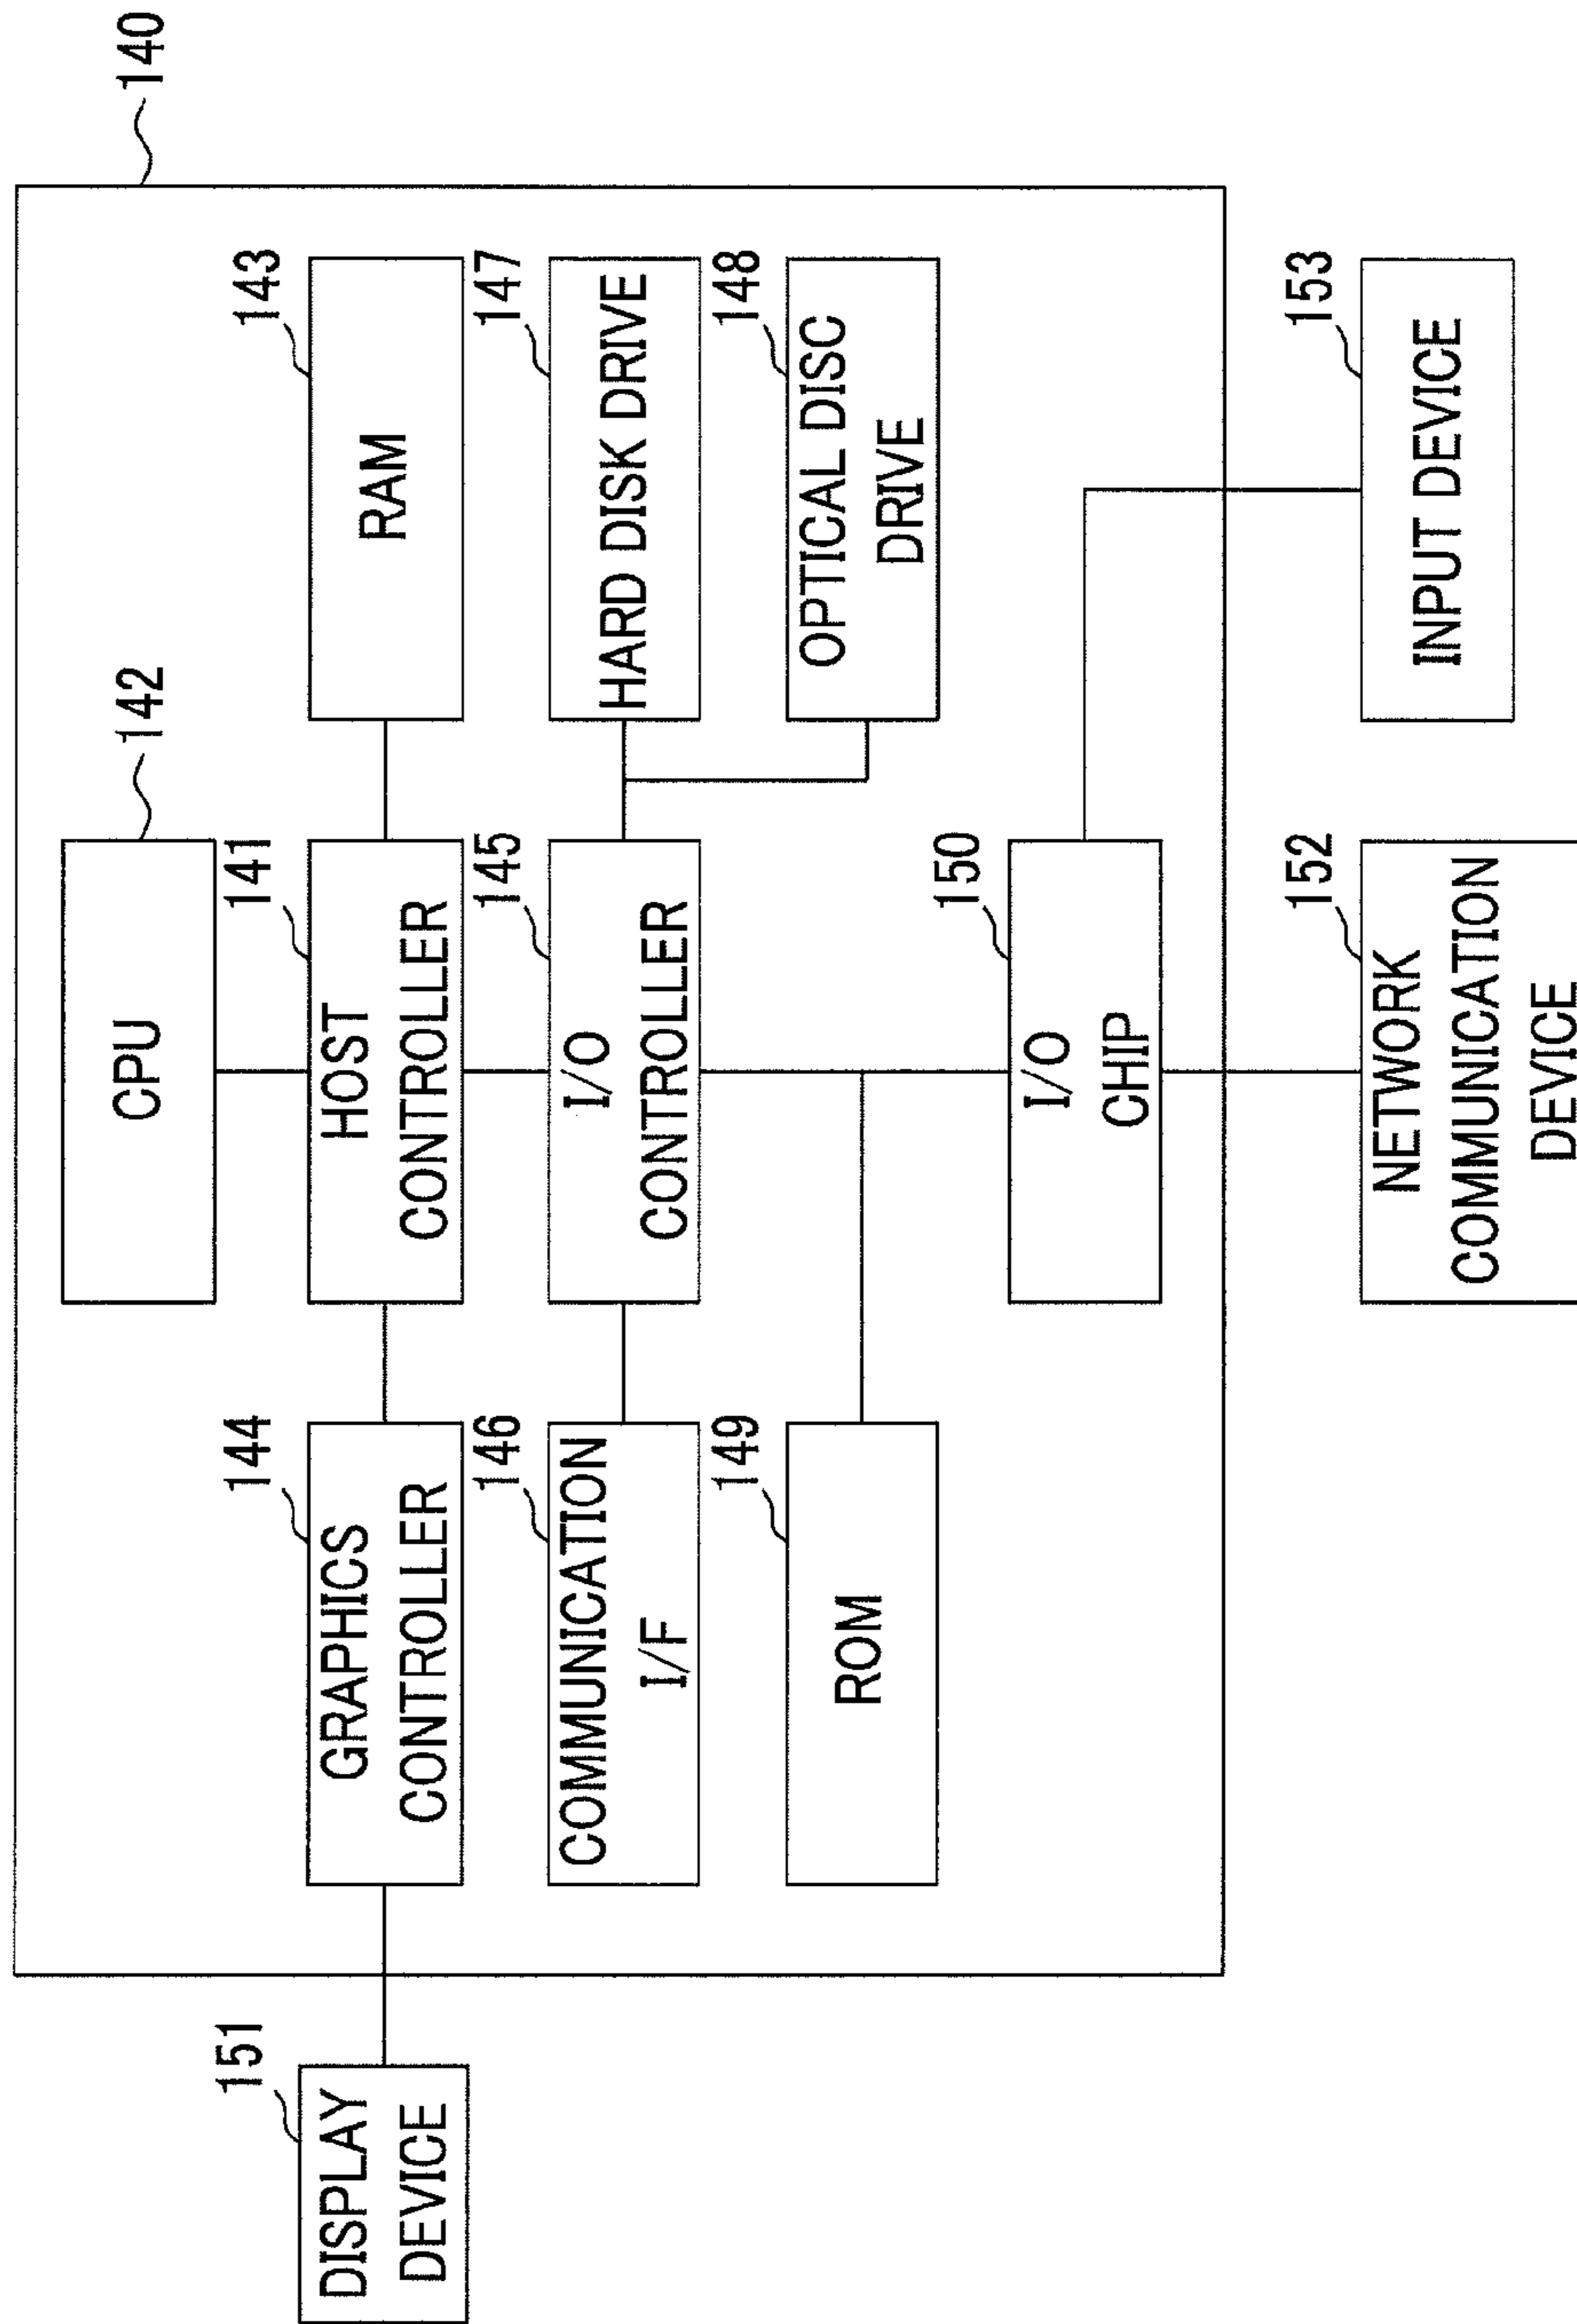 140
CPU
142
DISPLAY
DEVICE
151
GRAPHICS
CONTROLLER
144
HOST
CONTROLLER
141
RAM
143
COMMUNICATION
I/F
146
I/O
CONTROLLER
145
HARD DISK DRIVE
147
ROM
149
OPTICAL DISC
DRIVE
148
I/O
CHIP
150
NETWORK
COMMUNICATION
DEVICE
152
INPUT DEVICE
153